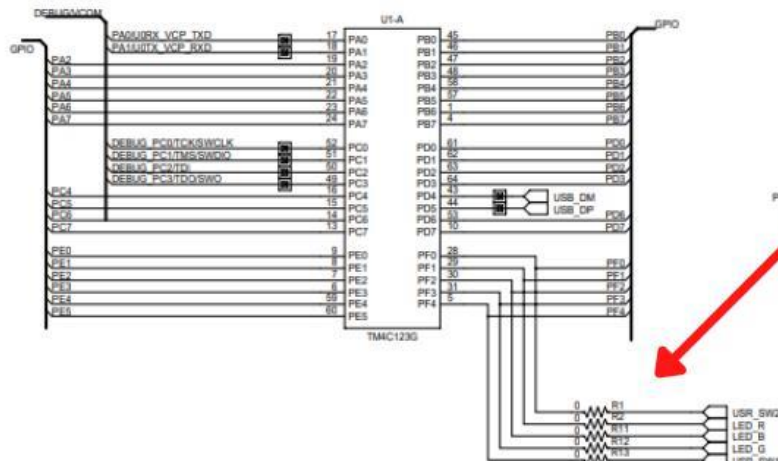 DEBUG/VCOM
GPIO
U1-A
GPIO
PA0/U0RX_VCP_TXD 17 PA0 PB0 45 PB0
PA1/U0TX_VCP_RXD 18 PA1 PB1 46 PB1
PA2 19 PA2 PB2 47 PB2
PA3 20 PA3 PB3 48 PB3
PA4 21 PA4 PB4 58 PB4
PA5 22 PA5 PB5 57 PB5
PA6 23 PA6 PB6 1 PB6
PA7 24 PA7 PB7 4 PB7
DEBUG_PC0/TCK/SWCLK 52 PC0 PD0 61 PD0
DEBUG_PC1/TMS/SWDIO 51 PC1 PD1 62 PD1
DEBUG_PC2/TDI 50 PC2 PD2 63 PD2
DEBUG_PC3/TDO/SWO 49 PC3 PD3 64 PD3
PC4 16 PC4 PD4 43 USB_DM
PC5 15 PC5 PD5 44 USB_DP
PC6 14 PC6 PD6 53 PD6
PC7 13 PC7 PD7 10 PD7
PE0 9 PE0 PF0 28 PF0
PE1 8 PE1 PF1 29 PF1
PE2 7 PE2 PF2 30 PF2
PE3 6 PE3 PF3 31 PF3
PE4 59 PE4 PF4 5 PF4
PE5 60 PE5
TM4C123G
0 R1 USR_SW2
0 R2 LED_R
0 R11 LED_B
0 R12 LED_G
0 R13